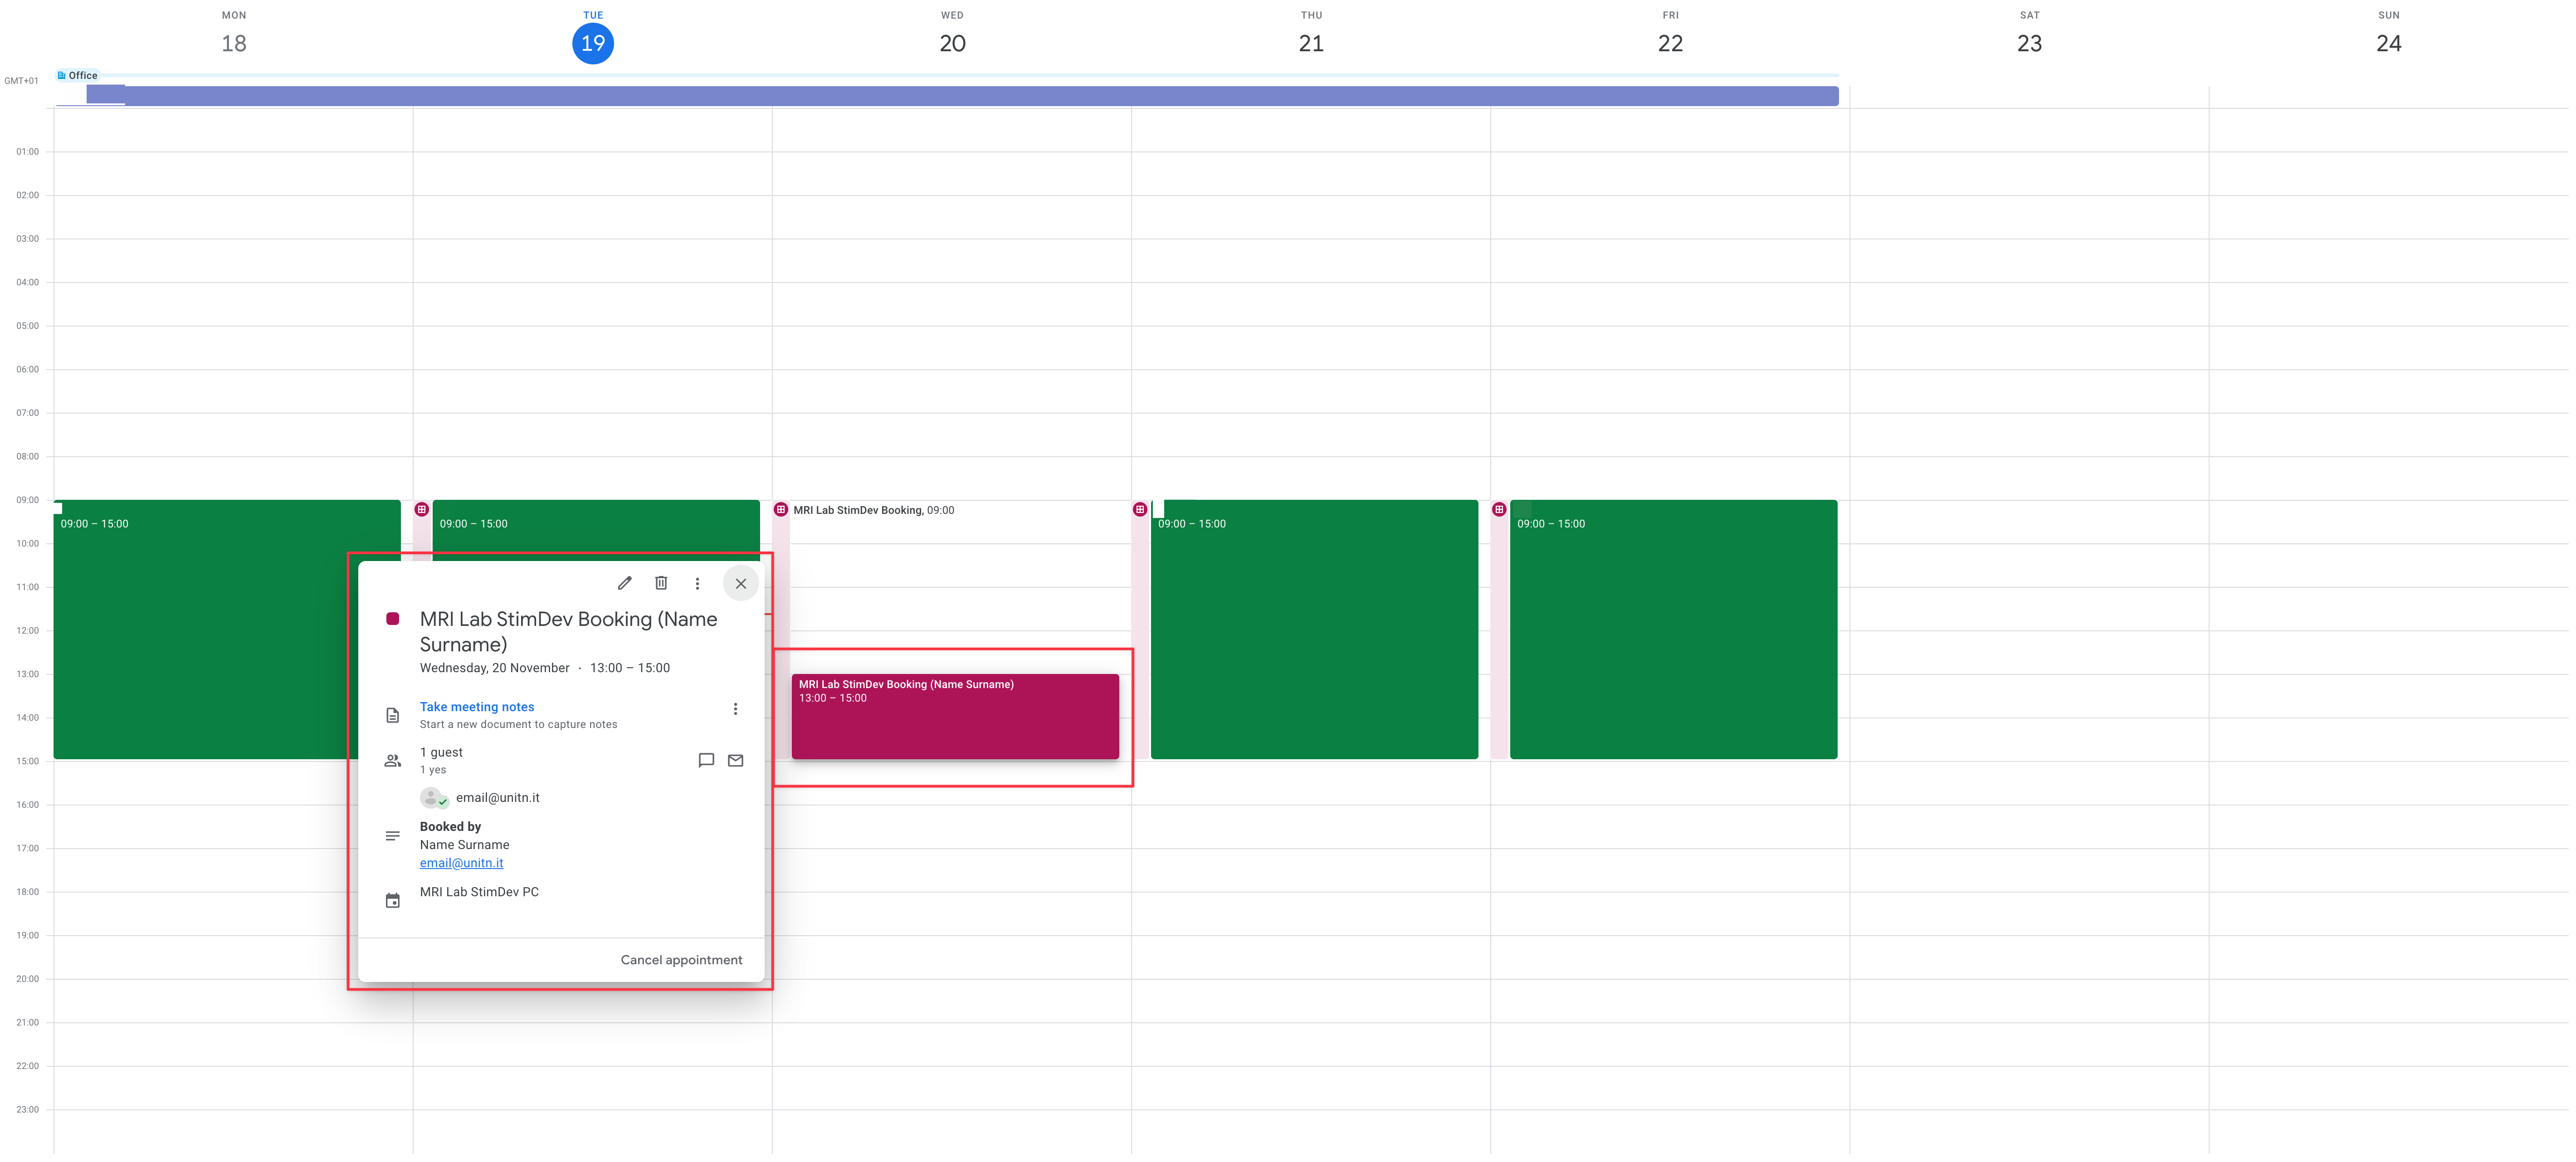 MON
TUE
WED
THU
FRI
SAT
SUN
18
19
20
21
22
23
24
GMT+01
Office
01:00
02:00
03:00
04:00
05:00
06:00
07:00
08:00
09:00
10:00
11:00
12:00
13:00
14:00
15:00
16:00
17:00
18:00
19:00
20:00
21:00
22:00
23:00
09:00 – 15:00
09:00 – 15:00
MRI Lab StimDev Booking, 09:00
09:00 – 15:00
09:00 – 15:00
MRI Lab StimDev Booking (Name Surname)
13:00 – 15:00
MRI Lab StimDev Booking (Name
Surname)
Wednesday, 20 November · 13:00 – 15:00
Take meeting notes
Start a new document to capture notes
1 guest
1 yes
email@unitn.it
Booked by
Name Surname
email@unitn.it
MRI Lab StimDev PC
Cancel appointment